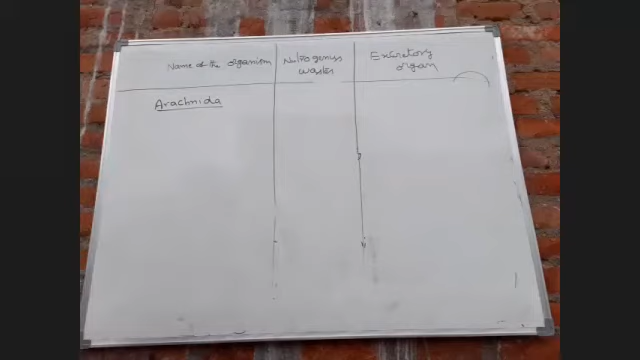 Name of the organism
Nitrogenous
wastes
Excretory
organ
Arachnida